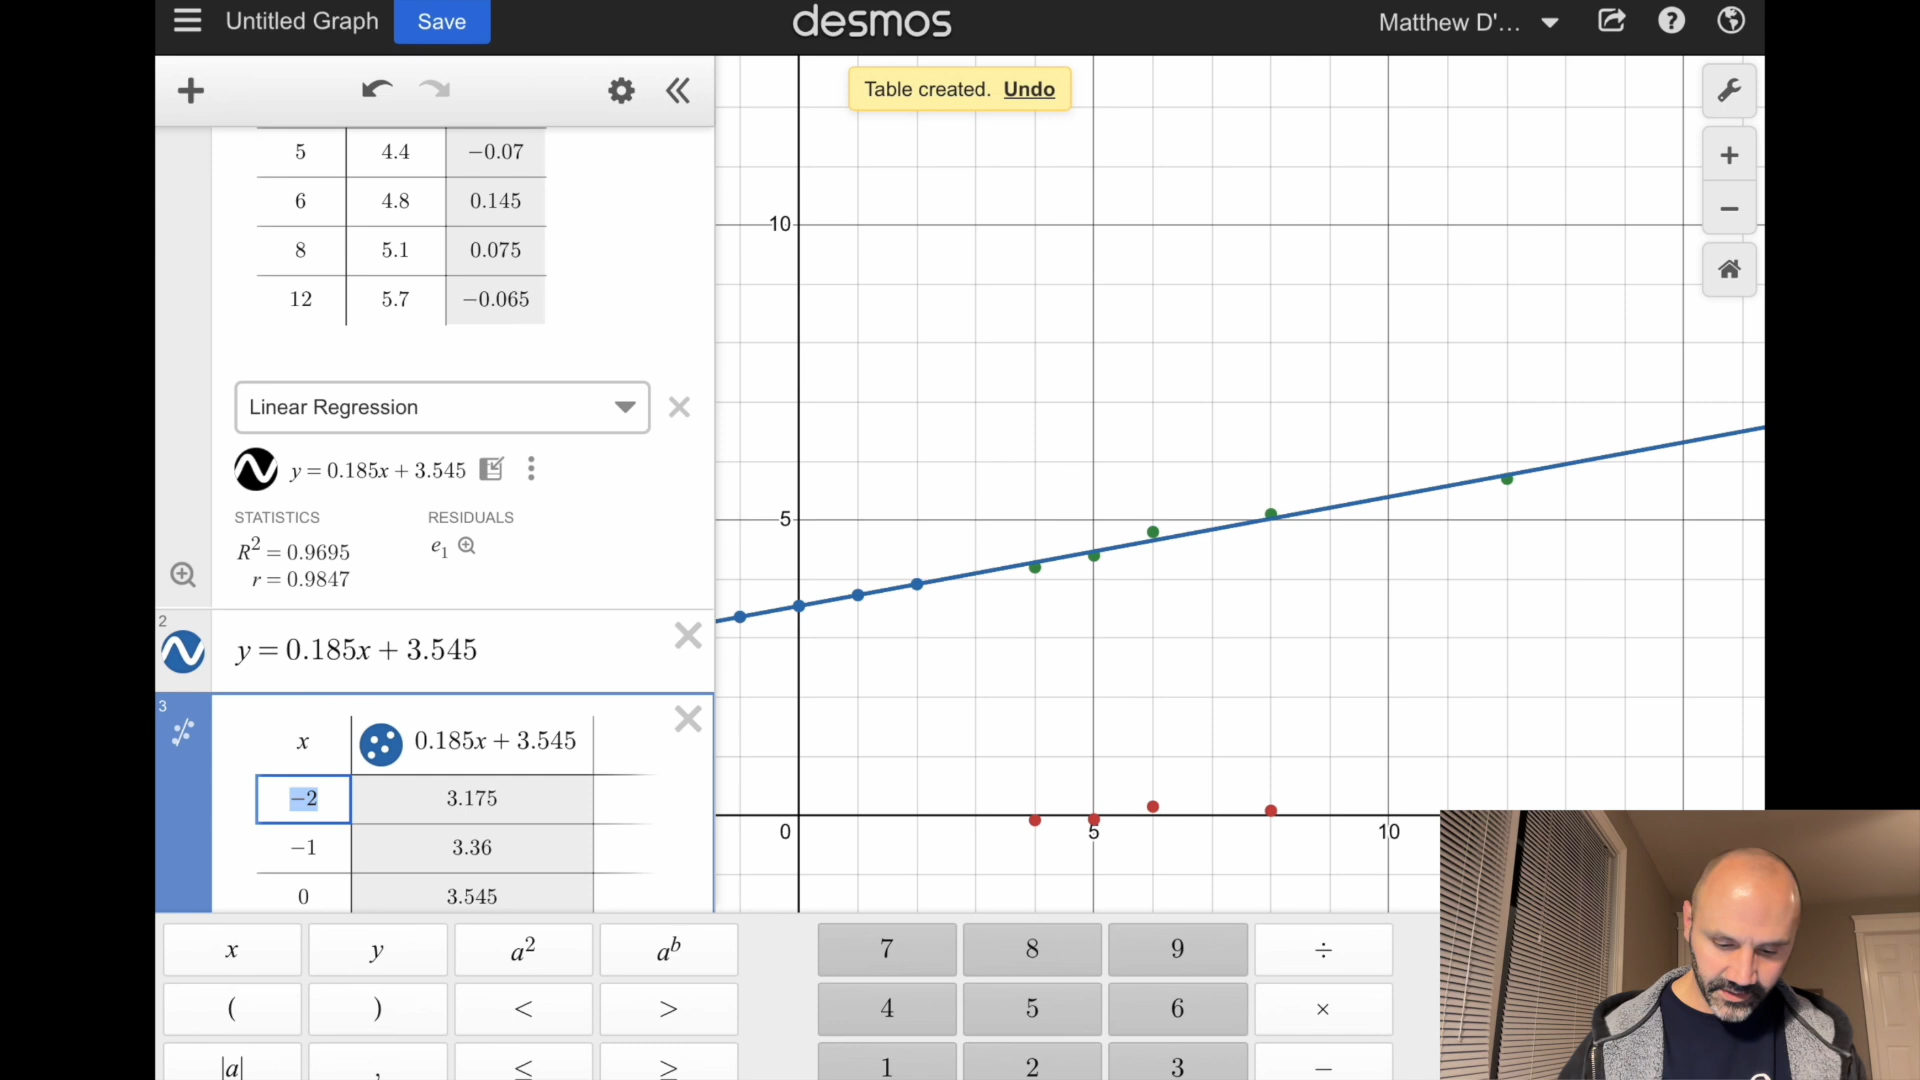 Untitled Graph Save desmos Matthew D'...
Table created. Undo
5 4.4 −0.07
6 4.8 0.145
8 5.1 0.075
12 5.7 −0.065
Linear Regression
y = 0.185x + 3.545
STATISTICS RESIDUALS
R² = 0.9695 e₁
r = 0.9847
2
y = 0.185x + 3.545
3
x 0.185x + 3.545
−2 3.175
−1 3.36
0 3.545
10
5
0 5 10
x y a² aᵇ 7 8 9 ÷
( ) < > 4 5 6 ×
|a| , ≤ ≥ 1 2 3 −